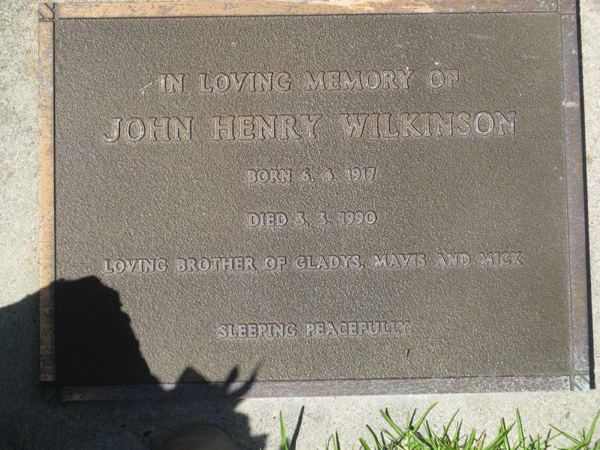 IN LOVING MEMORY OF
JOHN HENRY WILKINSON
BORN 6. 4. 1917
DIED 3. 3. 1990
LOVING BROTHER OF GLADYS, MAVIS AND MICK
SLEEPING PEACEFULLY